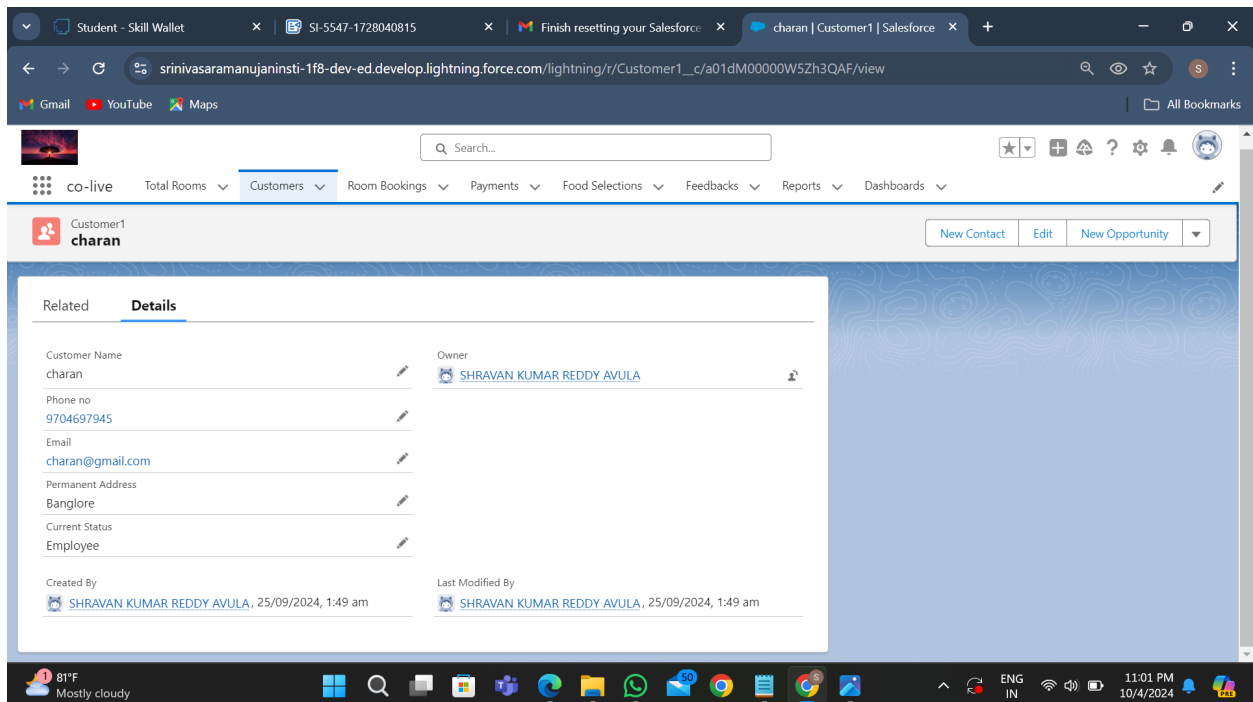 Student - Skill Wallet
SI-5547-1728040815
Finish resetting your Salesforce
charan | Customer1 | Salesforce
srinivasaramanujaninsti-1f8-dev-ed.develop.lightning.force.com/lightning/r/Customer1__c/a01dM00000W5Zh3QAF/view
S
Gmail YouTube Maps All Bookmarks
Search...
co-live Total Rooms Customers Room Bookings Payments Food Selections Feedbacks Reports Dashboards
Customer1
charan
New Contact Edit New Opportunity
Related Details
Customer Name
charan
Owner
SHRAVAN KUMAR REDDY AVULA
Phone no
9704697945
Email
charan@gmail.com
Permanent Address
Banglore
Current Status
Employee
Created By
SHRAVAN KUMAR REDDY AVULA, 25/09/2024, 1:49 am
Last Modified By
SHRAVAN KUMAR REDDY AVULA, 25/09/2024, 1:49 am
1
81°F
Mostly cloudy
50
S
ENG
IN
11:01 PM
10/4/2024
PRE